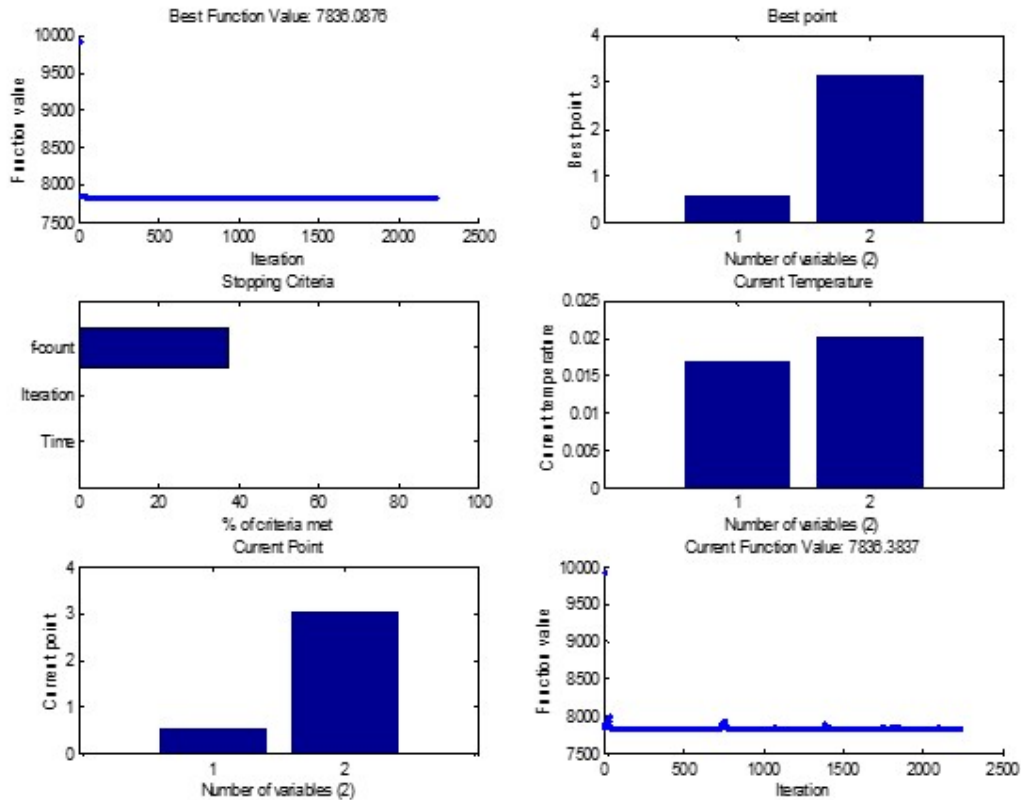 Best Function Value: 7836.0876
10000
9500
9000
8500
8000
7500
Function value
0 500 1000 1500 2000 2500
Iteration
Best point
4
3
2
1
0
Best point
1 2
Number of variables (2)
Stopping Criteria
f-count
Iteration
Time
0 20 40 60 80 100
% of criteria met
Current Temperature
0.025
0.02
0.015
0.01
0.005
0
Current temperature
1 2
Number of variables (2)
Current Point
4
3
2
1
0
Current point
1 2
Number of variables (2)
Current Function Value: 7836.3837
10000
9500
9000
8500
8000
7500
Function value
0 500 1000 1500 2000 2500
Iteration